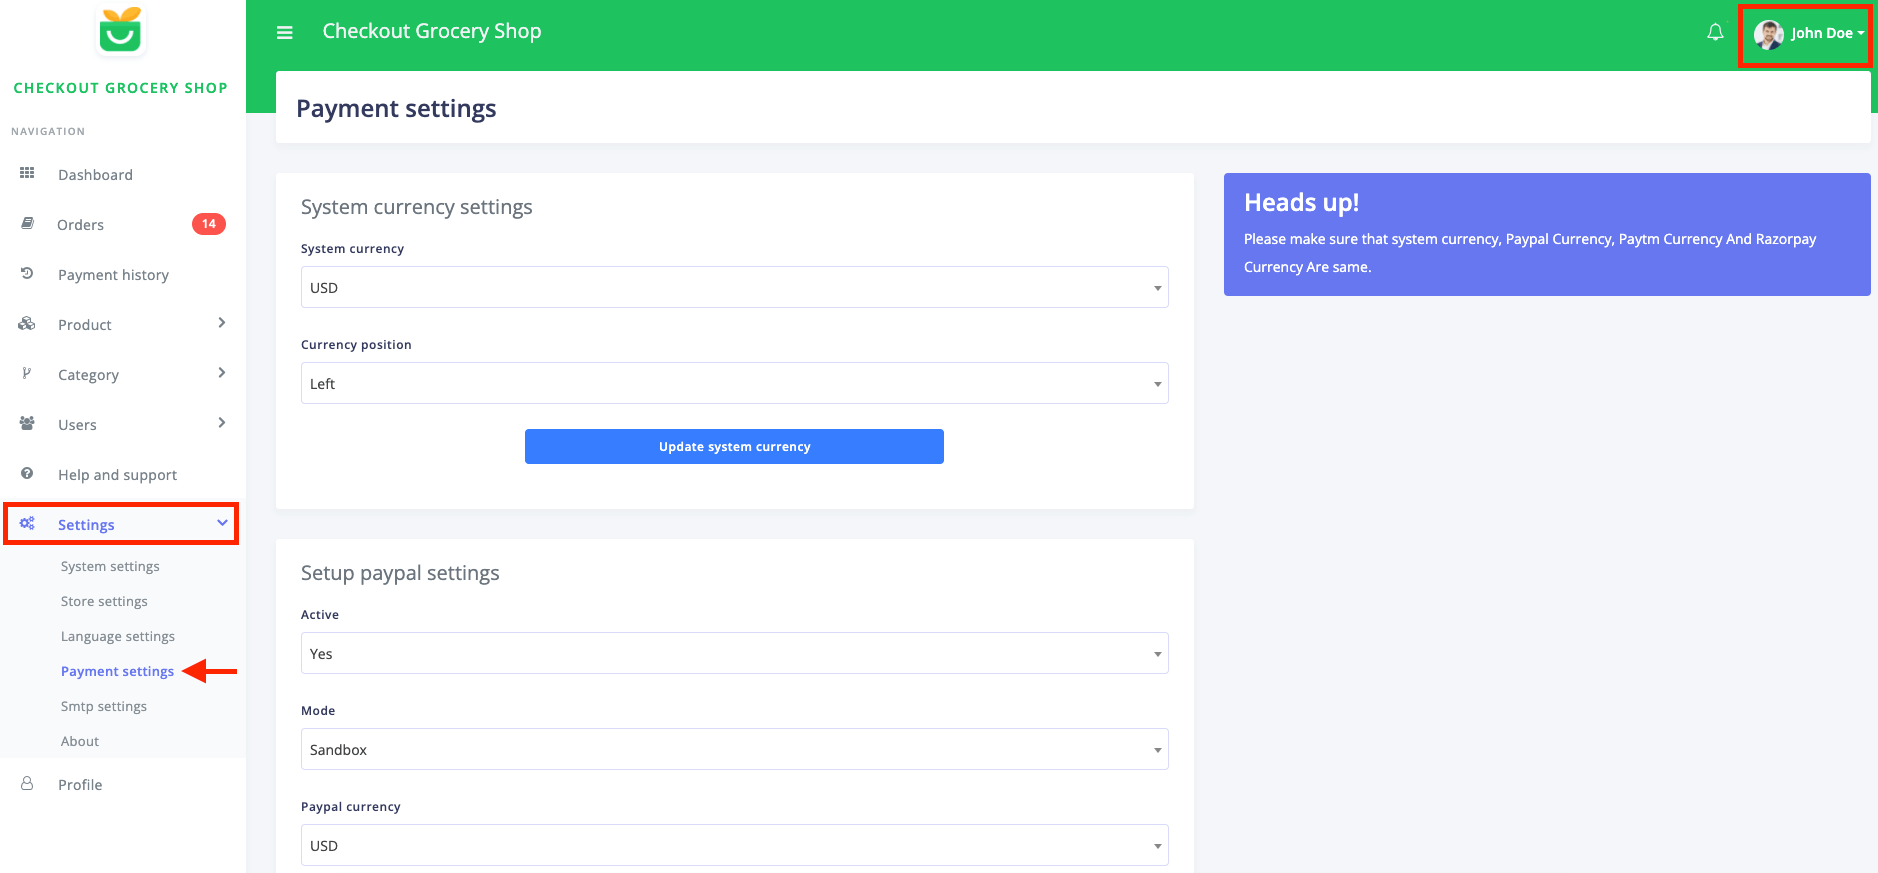 CHECKOUT GROCERY SHOP
NAVIGATION
Dashboard
Orders 14
Payment history
Product
Category
Users
Help and support
Settings
System settings
Store settings
Language settings
Payment settings
Smtp settings
About
Profile
Checkout Grocery Shop
John Doe
Payment settings
System currency settings
System currency
USD
Currency position
Left
Update system currency
Setup paypal settings
Active
Yes
Mode
Sandbox
Paypal currency
USD
Heads up!
Please make sure that system currency, Paypal Currency, Paytm Currency And Razorpay
Currency Are same.